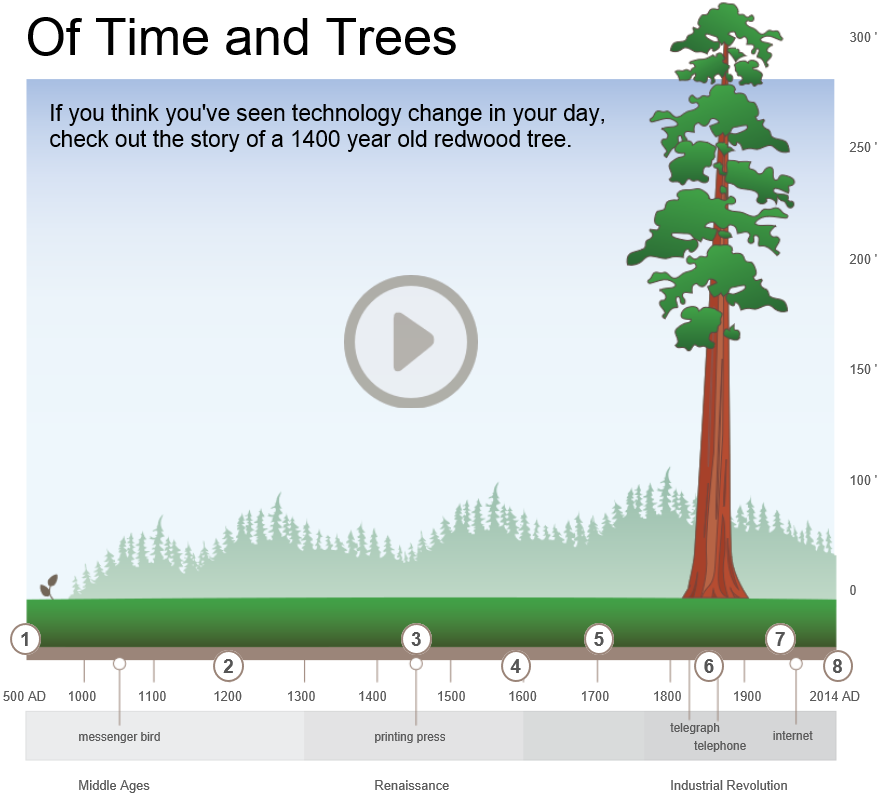 Of Time and Trees
If you think you've seen technology change in your day,
check out the story of a 1400 year old redwood tree.
300 '
250 '
200 '
150 '
100 '
0
1 2 3 4 5 6 7 8
500 AD 1000 1100 1200 1300 1400 1500 1600 1700 1800 1900 2014 AD
messenger bird printing press telegraph internet
telephone
Middle Ages Renaissance Industrial Revolution